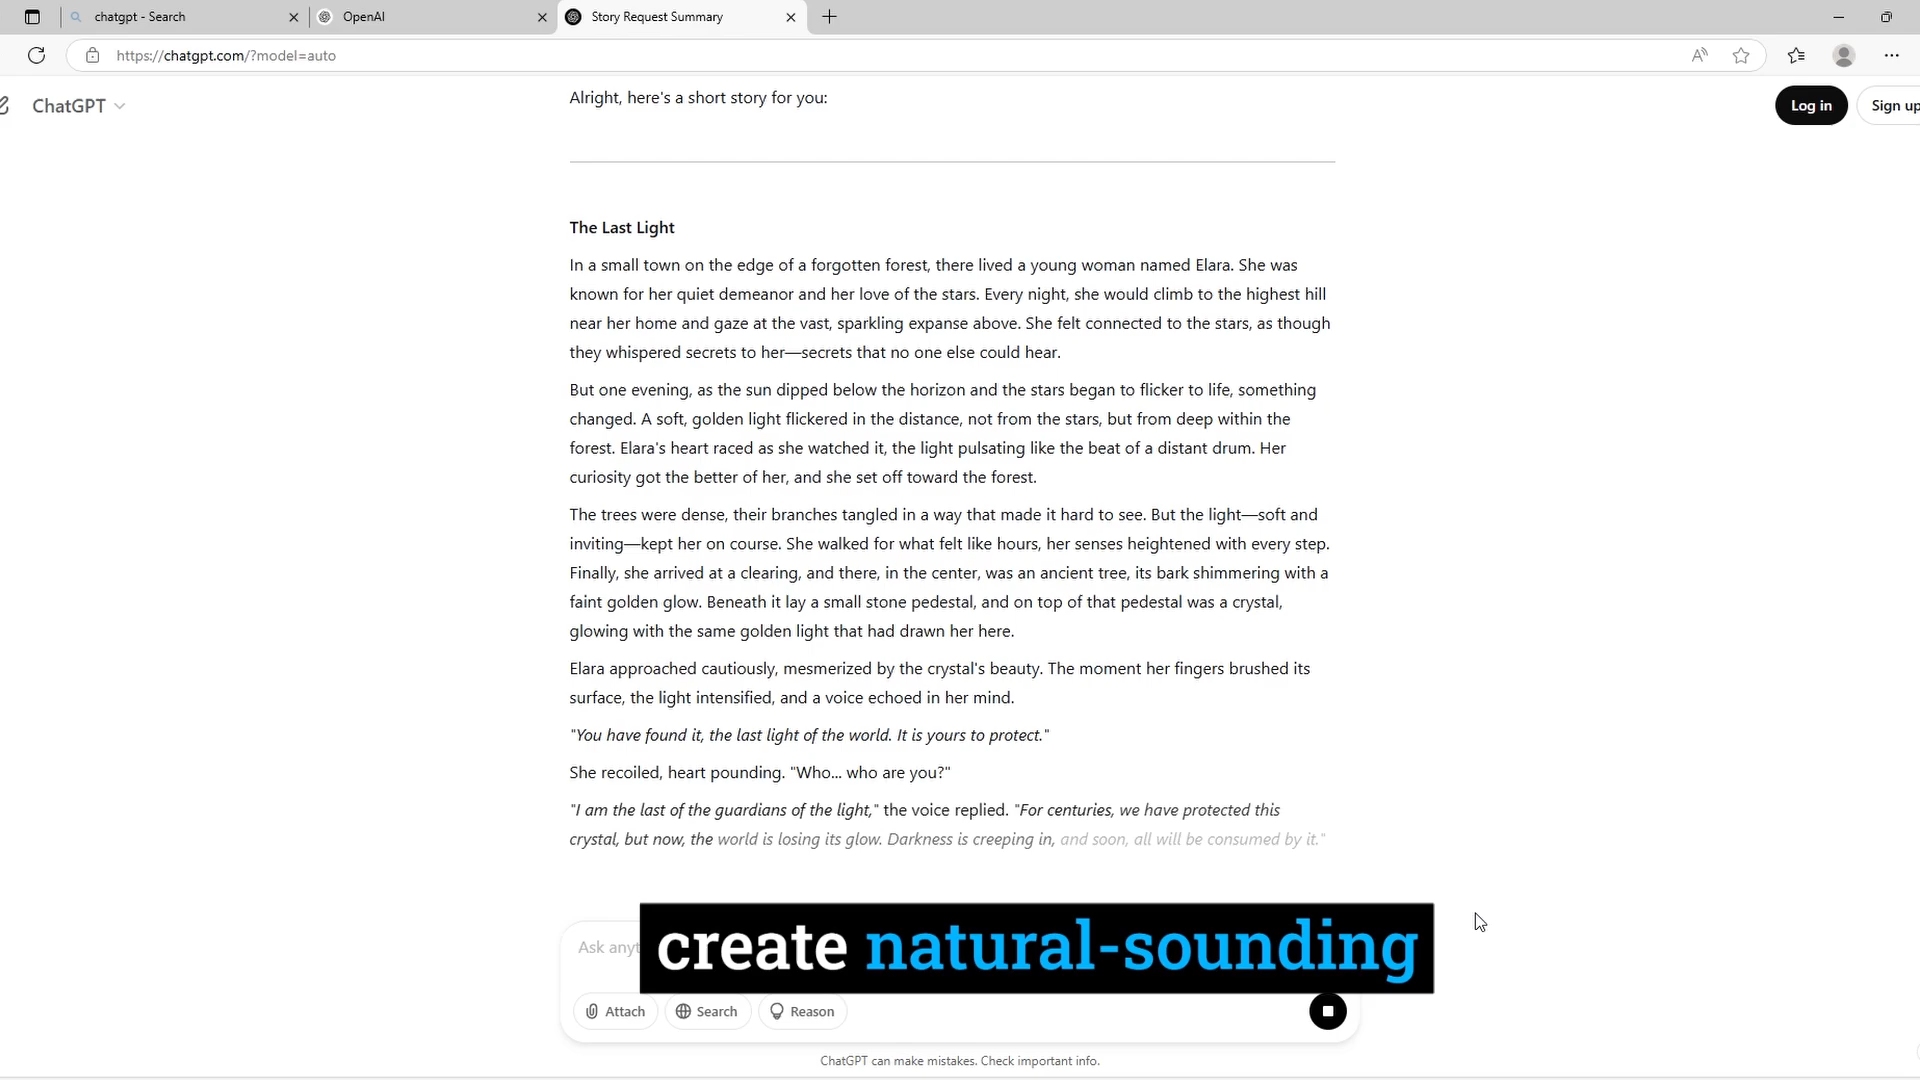 chatgpt - Search
OpenAI
Story Request Summary
https://chatgpt.com/?model=auto
ChatGPT
Log in
Sign up
Alright, here's a short story for you:
The Last Light
In a small town on the edge of a forgotten forest, there lived a young woman named Elara. She was
known for her quiet demeanor and her love of the stars. Every night, she would climb to the highest hill
near her home and gaze at the vast, sparkling expanse above. She felt connected to the stars, as though
they whispered secrets to her—secrets that no one else could hear.
But one evening, as the sun dipped below the horizon and the stars began to flicker to life, something
changed. A soft, golden light flickered in the distance, not from the stars, but from deep within the
forest. Elara's heart raced as she watched it, the light pulsating like the beat of a distant drum. Her
curiosity got the better of her, and she set off toward the forest.
The trees were dense, their branches tangled in a way that made it hard to see. But the light—soft and
inviting—kept her on course. She walked for what felt like hours, her senses heightened with every step.
Finally, she arrived at a clearing, and there, in the center, was an ancient tree, its bark shimmering with a
faint golden glow. Beneath it lay a small stone pedestal, and on top of that pedestal was a crystal,
glowing with the same golden light that had drawn her here.
Elara approached cautiously, mesmerized by the crystal's beauty. The moment her fingers brushed its
surface, the light intensified, and a voice echoed in her mind.
"You have found it, the last light of the world. It is yours to protect."
She recoiled, heart pounding. "Who... who are you?"
"I am the last of the guardians of the light," the voice replied. "For centuries, we have protected this
crystal, but now, the world is losing its glow. Darkness is creeping in, and soon, all will be consumed by it."
Ask anyt
create natural-sounding
Attach
Search
Reason
ChatGPT can make mistakes. Check important info.